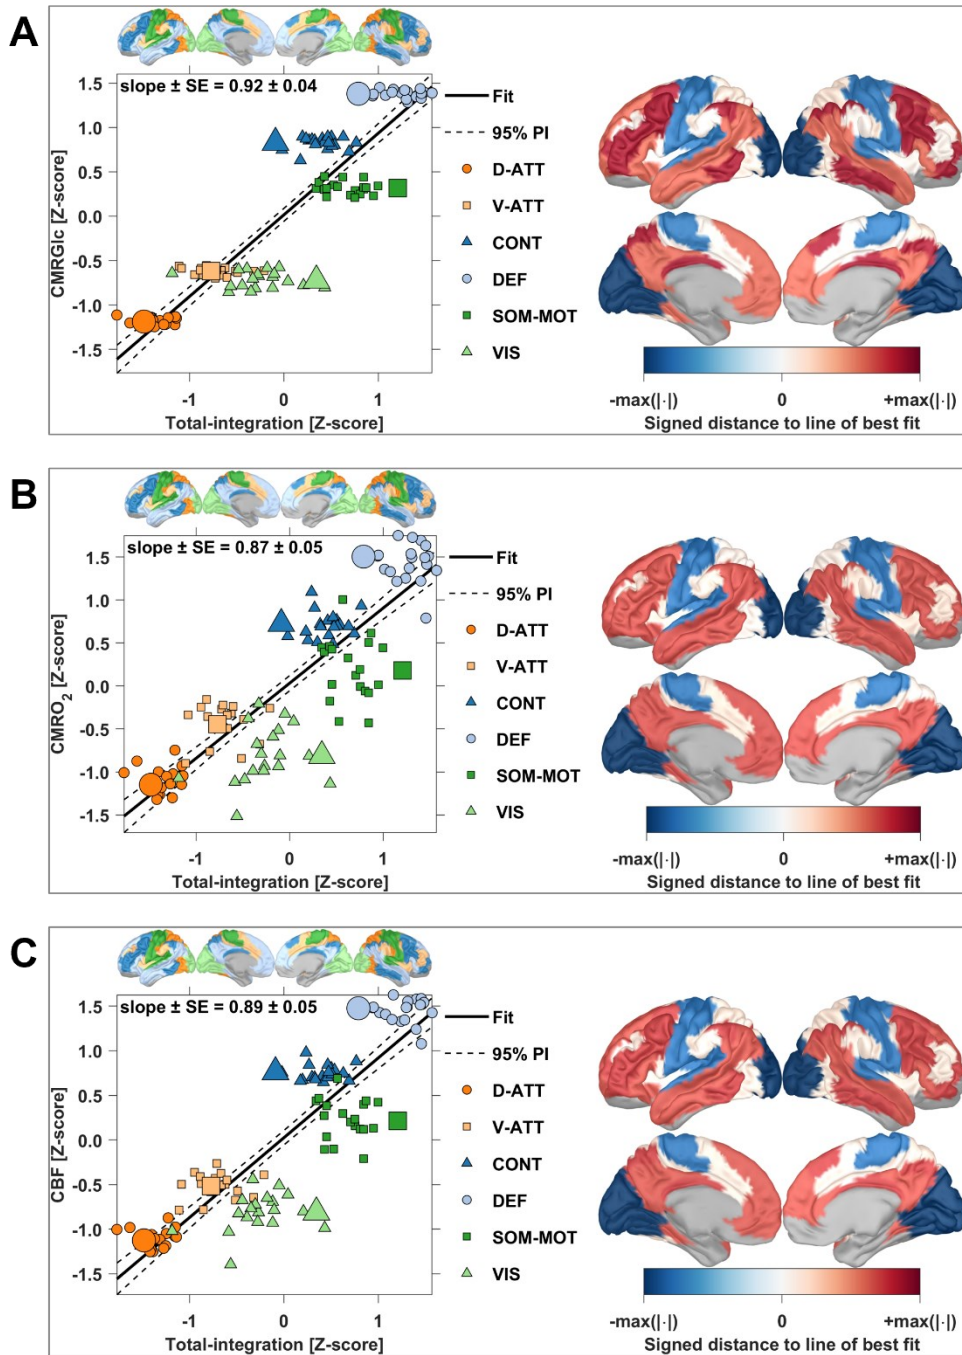 A
slope ± SE = 0.92 ± 0.04
CMRGlc [Z-score]
1.5
1.0
0.5
0.0
-0.5
-1.0
-1.5
-1
0
1
Total-integration [Z-score]
Fit
95% PI
D-ATT
V-ATT
CONT
DEF
SOM-MOT
VIS
-max(|·|)
0
+max(|·|)
Signed distance to line of best fit
B
slope ± SE = 0.87 ± 0.05
CMRO2 [Z-score]
1.5
1.0
0.5
0.0
-0.5
-1.0
-1.5
-1
0
1
Total-integration [Z-score]
Fit
95% PI
D-ATT
V-ATT
CONT
DEF
SOM-MOT
VIS
-max(|·|)
0
+max(|·|)
Signed distance to line of best fit
C
slope ± SE = 0.89 ± 0.05
CBF [Z-score]
1.5
1.0
0.5
0.0
-0.5
-1.0
-1.5
-1
0
1
Total-integration [Z-score]
Fit
95% PI
D-ATT
V-ATT
CONT
DEF
SOM-MOT
VIS
-max(|·|)
0
+max(|·|)
Signed distance to line of best fit